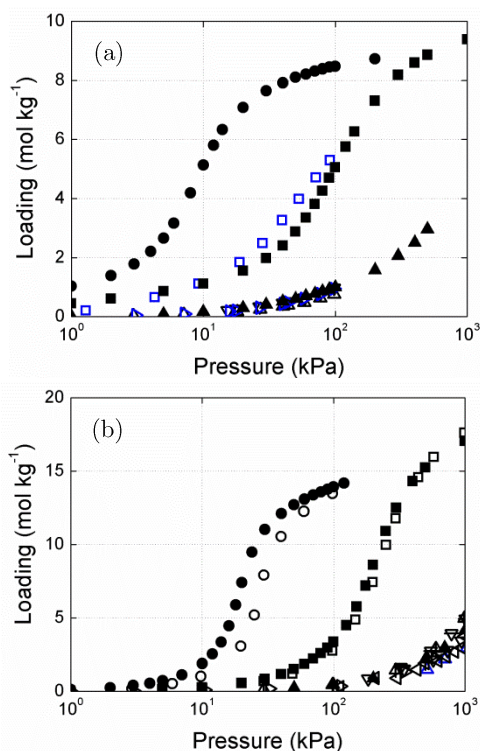 (a)
10
8
6
4
2
0
Loading (mol kg⁻¹)
10⁰ 10¹ 10² 10³
Pressure (kPa)
(b)
20
15
10
5
0
Loading (mol kg⁻¹)
10⁰ 10¹ 10² 10³
Pressure (kPa)